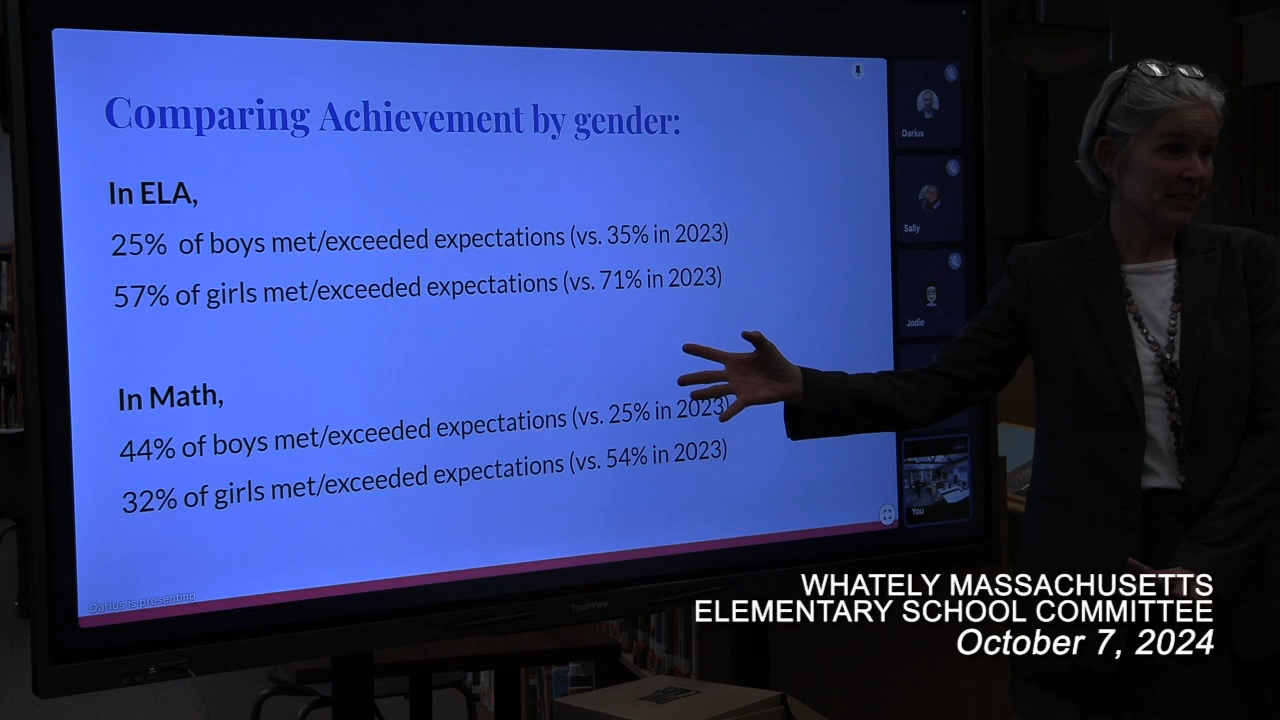 Comparing Achievement by gender:
In ELA,
25% of boys met/exceeded expectations (vs. 35% in 2023)
57% of girls met/exceeded expectations (vs. 71% in 2023)
In Math,
44% of boys met/exceeded expectations (vs. 25% in 2023)
32% of girls met/exceeded expectations (vs. 54% in 2023)
Darius is presenting
Darius
Sally
Jodie
You
TouchView
WHATELY MASSACHUSETTS
ELEMENTARY SCHOOL COMMITTEE
October 7, 2024